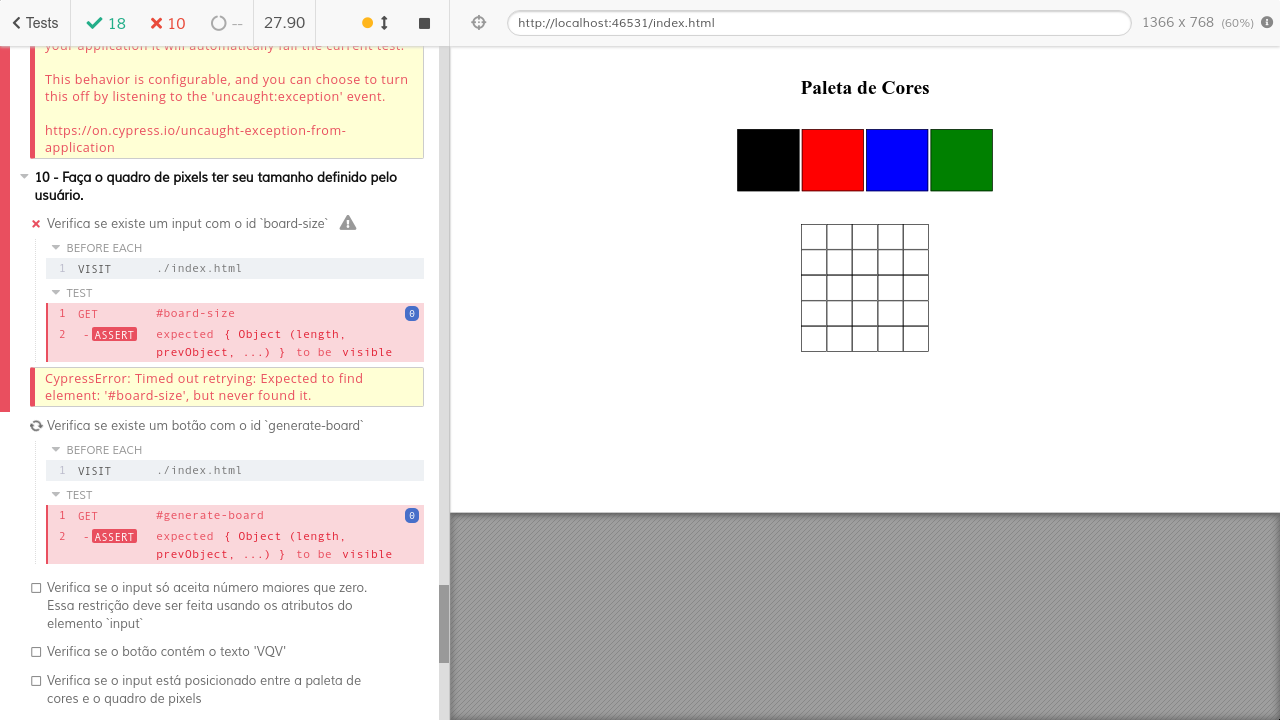 Tests 18 10 -- 27.90
http://localhost:46531/index.html 1366 x 768 (60%)
your application it will automatically fail the current test.
This behavior is configurable, and you can choose to turn
this off by listening to the 'uncaught:exception' event.
https://on.cypress.io/uncaught-exception-from-
application
10 - Faça o quadro de pixels ter seu tamanho definido pelo
usuário.
Verifica se existe um input com o id `board-size`
BEFORE EACH
1 VISIT ./index.html
TEST
1 GET #board-size 0
2 -ASSERT expected { Object (length,
prevObject, ...) } to be visible
CypressError: Timed out retrying: Expected to find
element: '#board-size', but never found it.
Verifica se existe um botão com o id `generate-board`
BEFORE EACH
1 VISIT ./index.html
TEST
1 GET #generate-board 0
2 -ASSERT expected { Object (length,
prevObject, ...) } to be visible
Verifica se o input só aceita número maiores que zero.
Essa restrição deve ser feita usando os atributos do
elemento `input`
Verifica se o botão contém o texto 'VQV'
Verifica se o input está posicionado entre a paleta de
cores e o quadro de pixels
Paleta de Cores